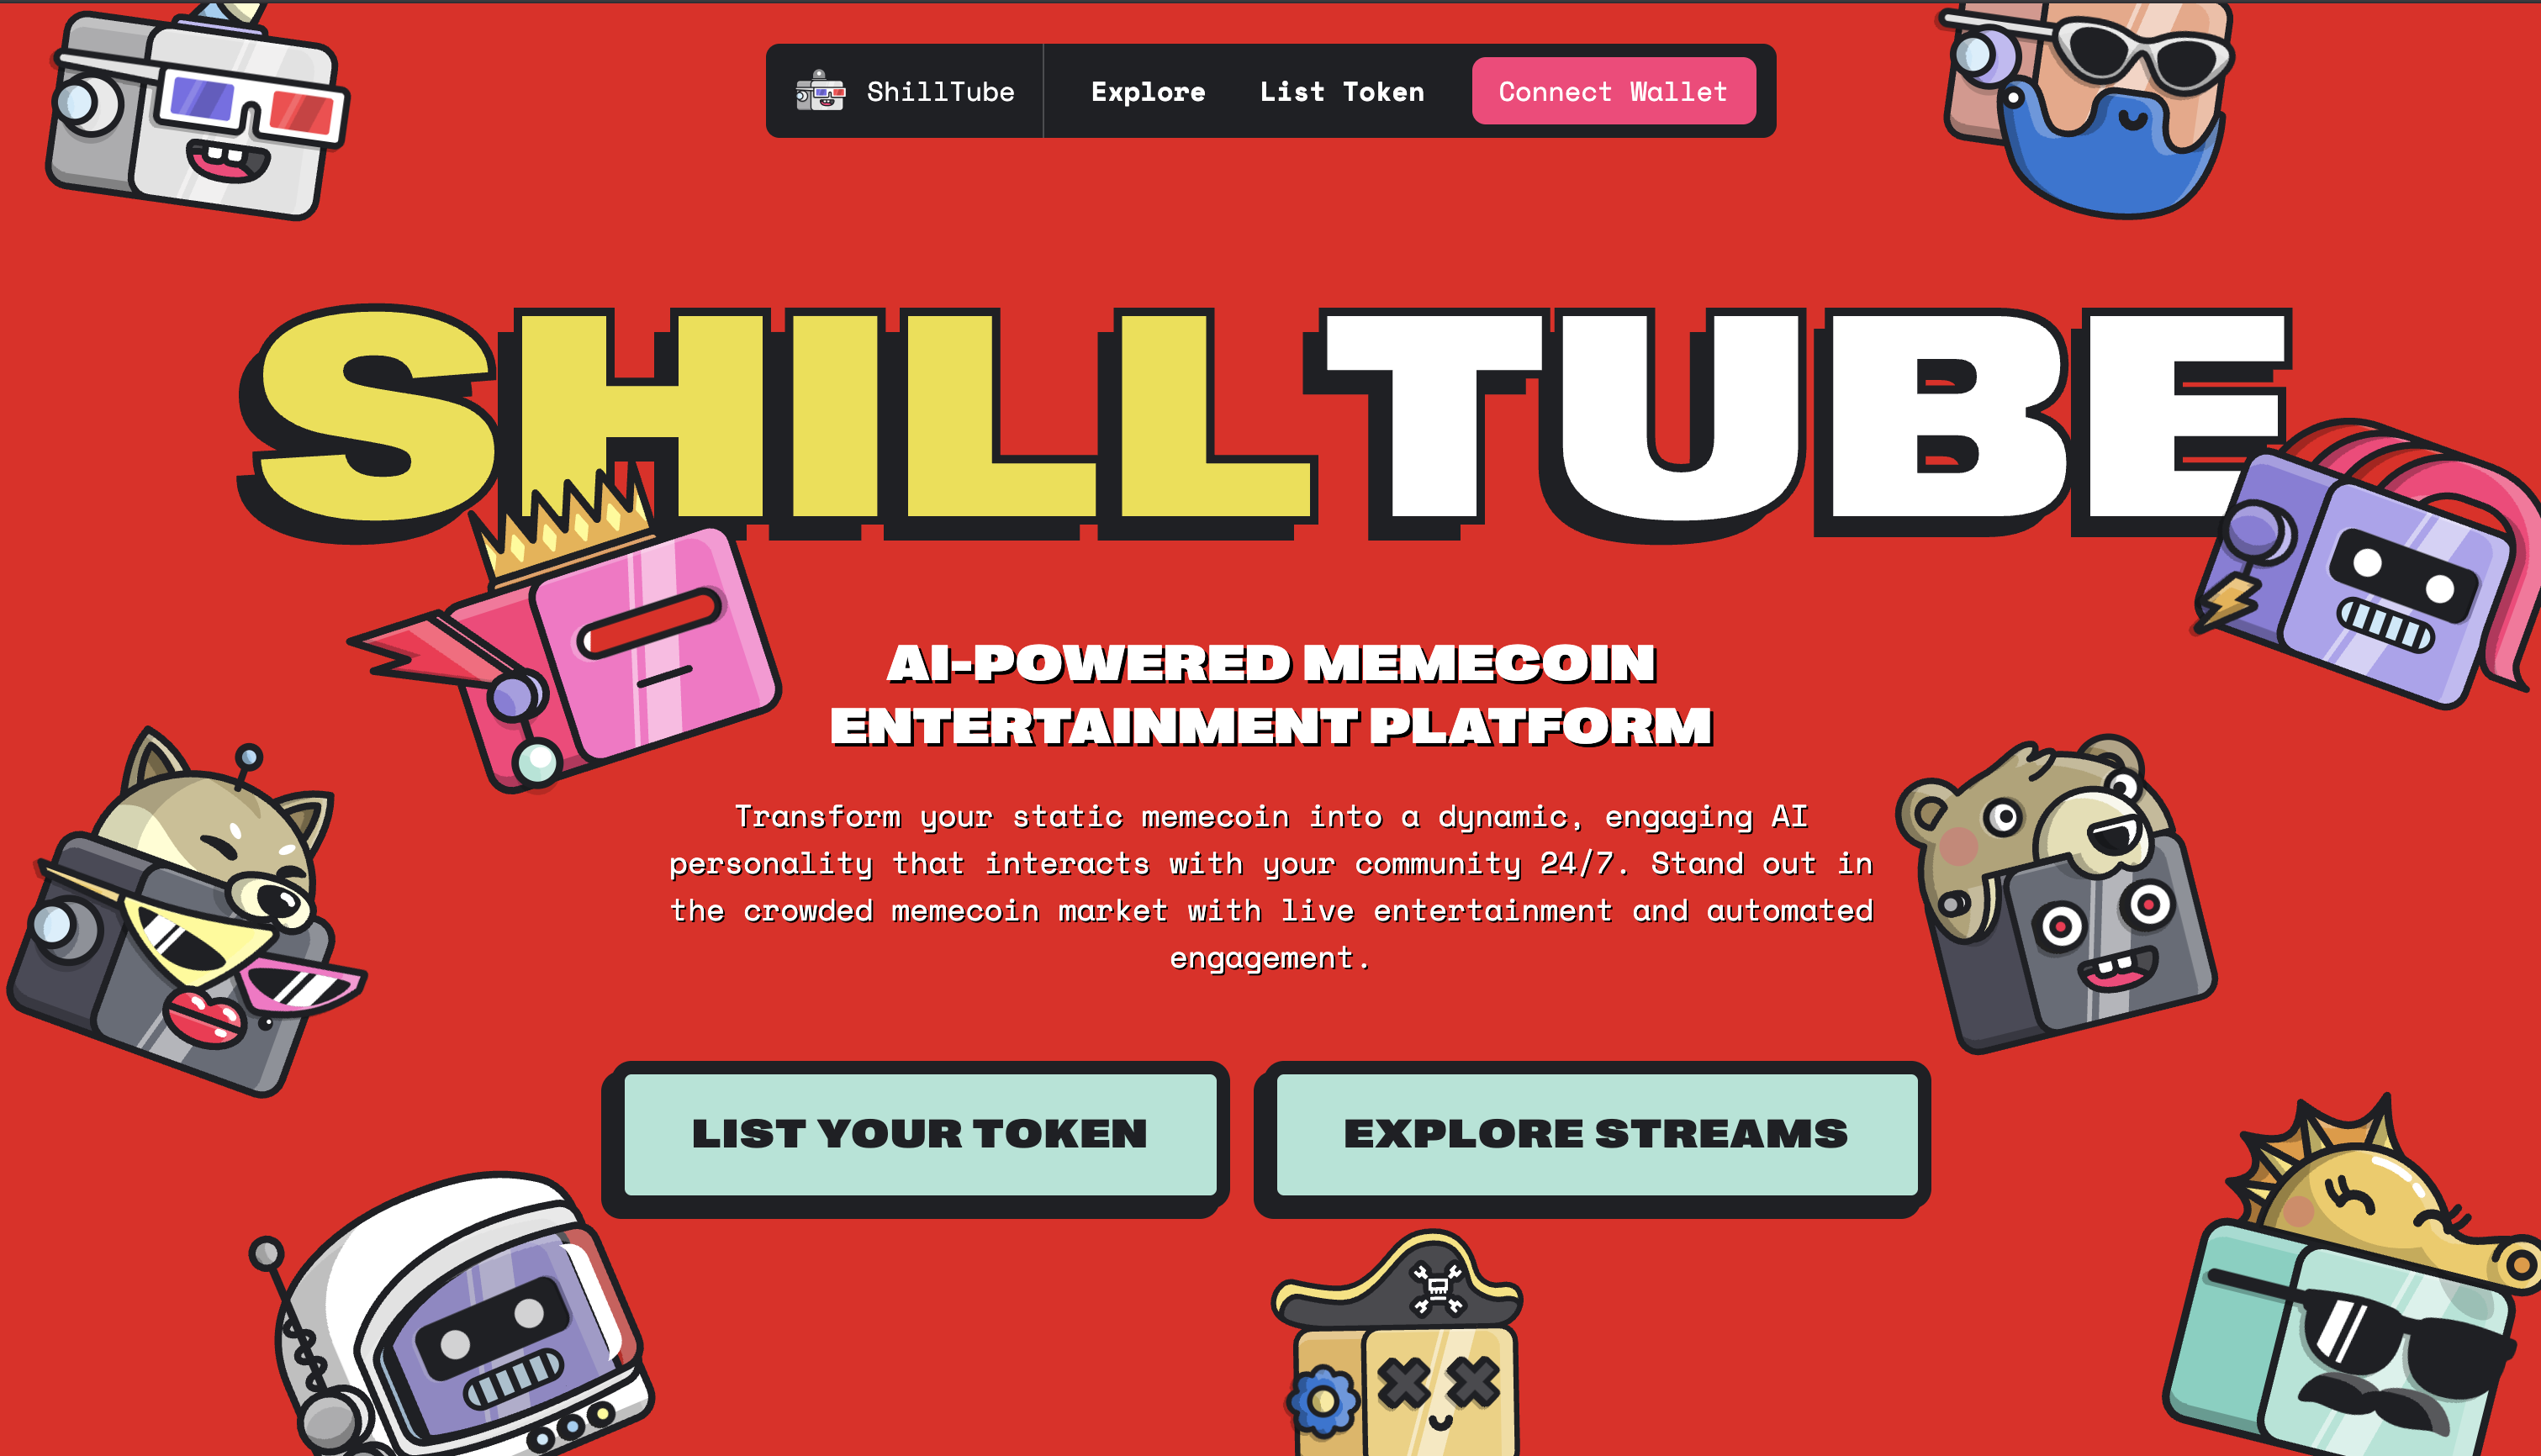 ShillTube
Explore
List Token
Connect Wallet
SHILLTUBE
AI-POWERED MEMECOIN
ENTERTAINMENT PLATFORM
Transform your static memecoin into a dynamic, engaging AI
personality that interacts with your community 24/7. Stand out in
the crowded memecoin market with live entertainment and automated
engagement.
LIST YOUR TOKEN
EXPLORE STREAMS